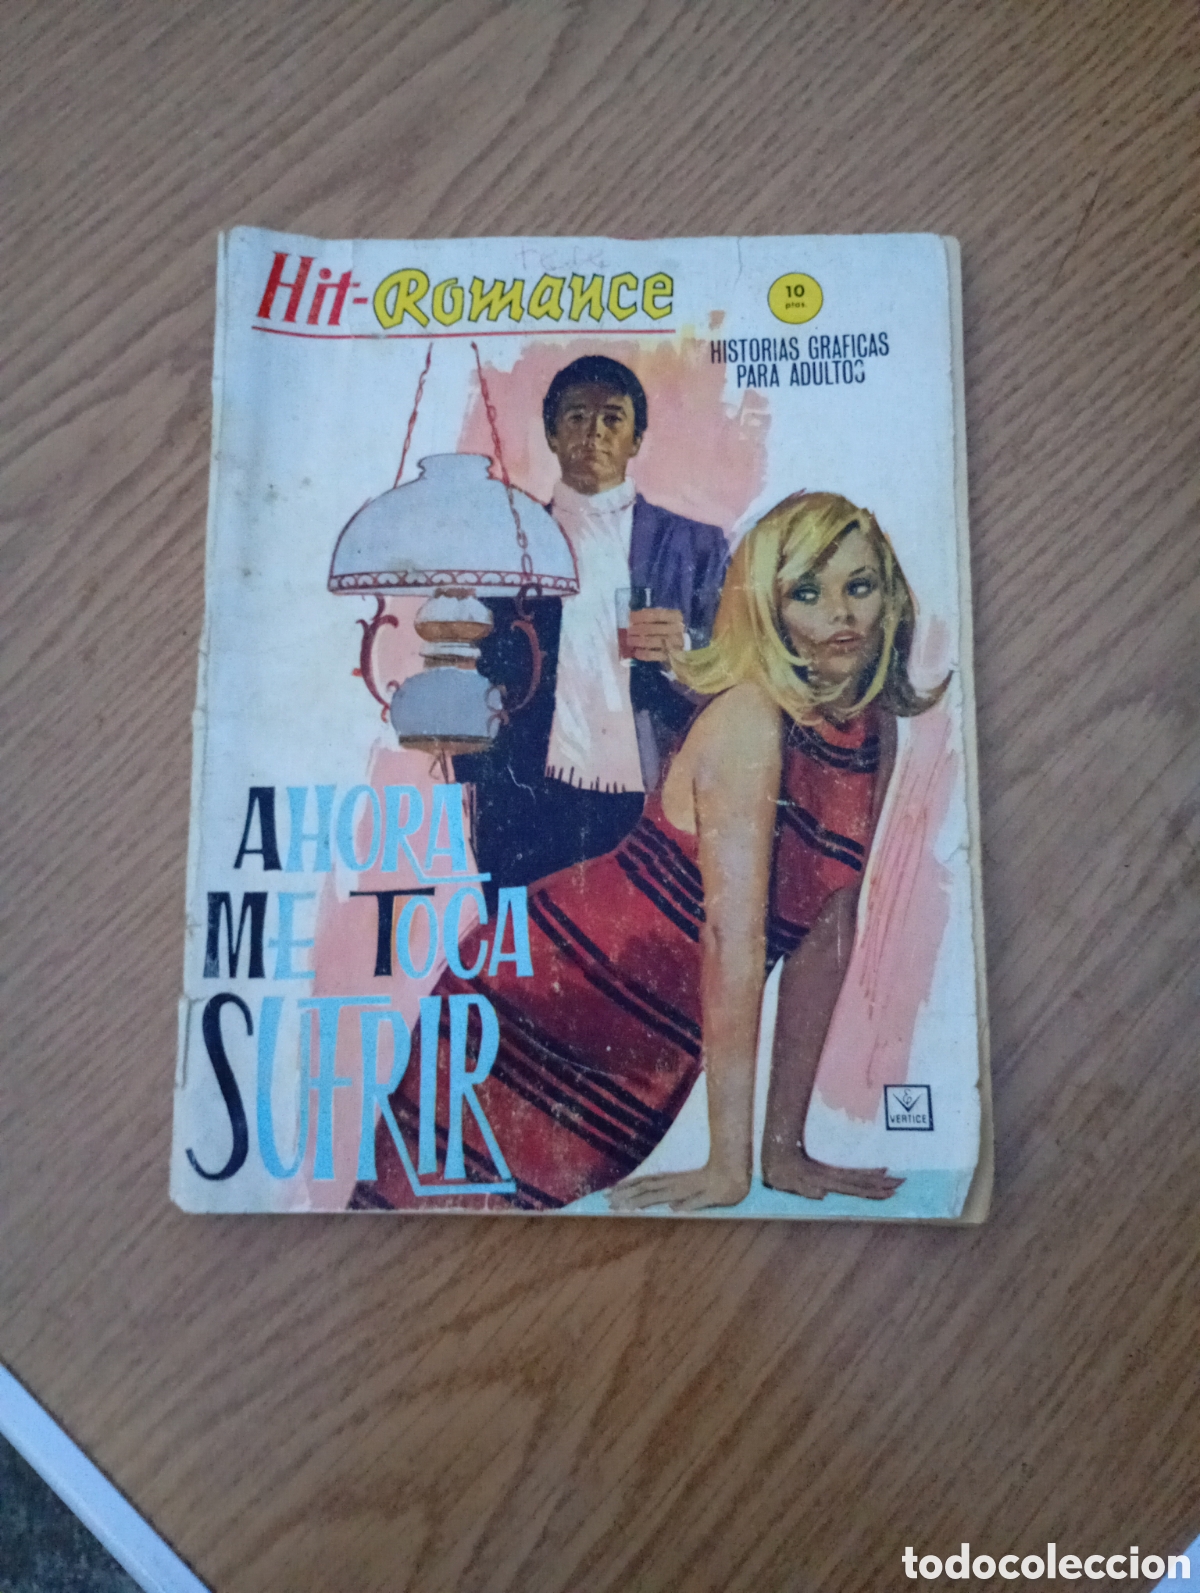 Hit-Romance
10
ptas.
HISTORIAS GRAFICAS
PARA ADULTOS
AHORA
ME TOCA
SUFRIR
VERTICE
todocoleccion